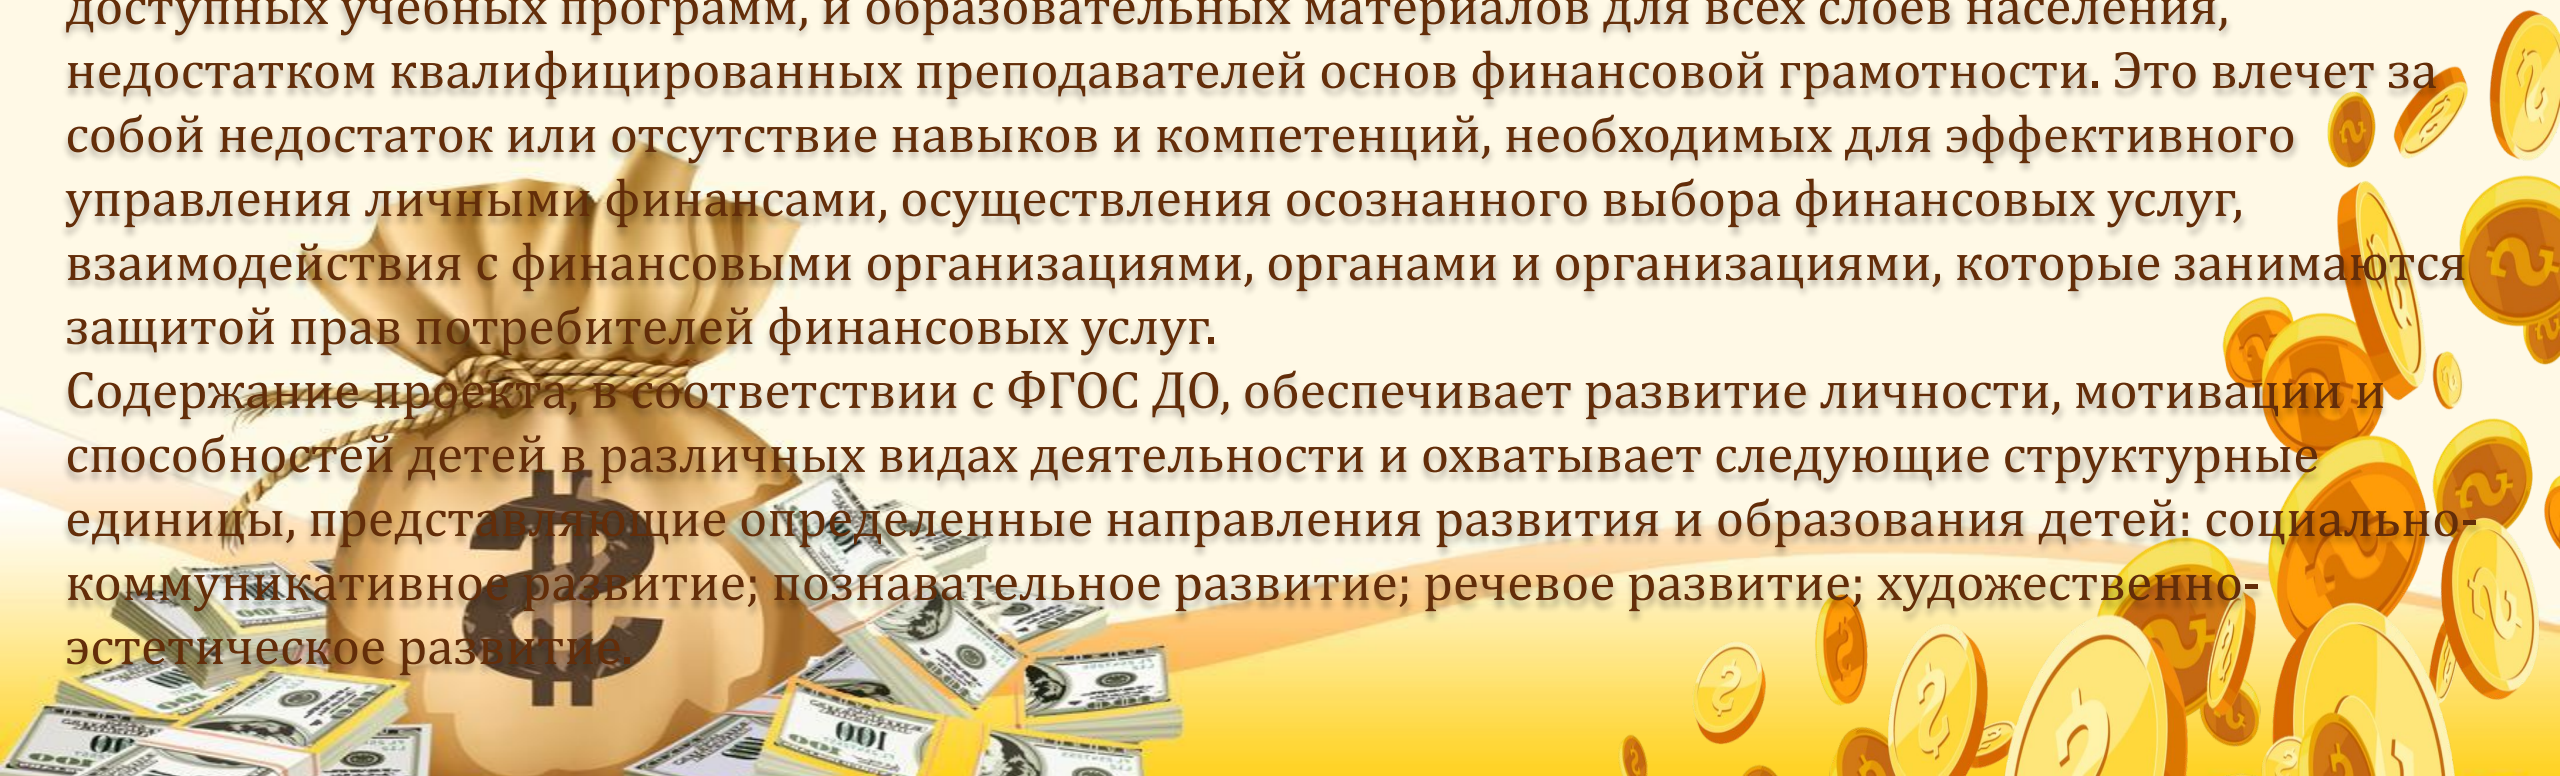 доступных учебных программ, и образовательных материалов для всех слоев населения,
недостатком квалифицированных преподавателей основ финансовой грамотности. Это влечет за
собой недостаток или отсутствие навыков и компетенций, необходимых для эффективного
управления личными финансами, осуществления осознанного выбора финансовых услуг,
взаимодействия с финансовыми организациями, органами и организациями, которые занимаются
защитой прав потребителей финансовых услуг.
Содержание проекта, в соответствии с ФГОС ДО, обеспечивает развитие личности, мотивации и
способностей детей в различных видах деятельности и охватывает следующие структурные
единицы, представляющие определенные направления развития и образования детей: социально-
коммуникативное развитие; познавательное развитие; речевое развитие; художественно-
эстетическое развитие.